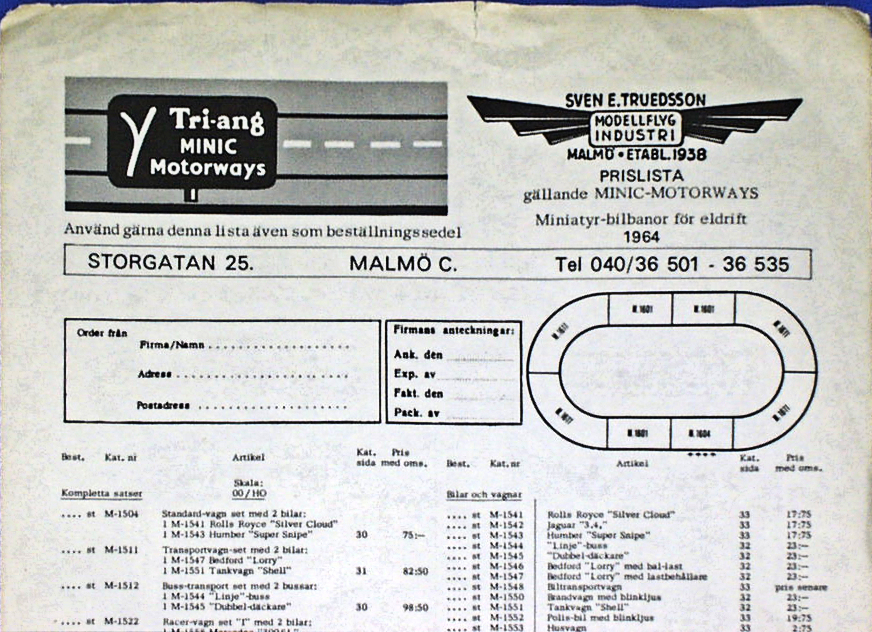 Tri-ang
MINIC
Motorways
SVEN E.TRUEDSSON
MODELLFLYG
INDUSTRI
MALMÖ • ETABL.1938
PRISLISTA
gällande MINIC-MOTORWAYS
Miniatyr-bilbanor för eldrift
1964
Använd gärna denna lista även som beställningssedel
STORGATAN 25. MALMÖ C. Tel 040/36 501 - 36 535
Order från
Firma/Namn
Adress
Postadress
Firmans anteckningar:
Ank. den
Exp. av
Fakt. den
Pack. av
M.1601 M.1601
M.1611 M.1611
M.1611 M.1611
M.1601 M.1604
Best. Kat. nr Artikel Kat. sida Pris med oms.
Skala:
00/HO
Kompletta satser
.... st M-1504 Standard-vagn set med 2 bilar:
1 M-1541 Rolls Royce "Silver Cloud"
1 M-1543 Humber "Super Snipe" 30 75:—
.... st M-1511 Transportvagn-set med 2 bilar:
1 M-1547 Bedford "Lorry"
1 M-1551 Tankvagn "Shell" 31 82:50
.... st M-1512 Buss-transport set med 2 bussar:
1 M-1544 "Linje"-buss
1 M-1545 "Dubbel-däckare" 30 98:50
.... st M-1522 Racer-vagn set "I" med 2 bilar:
Best. Kat.nr Artikel Kat. sida Pris med oms.
Bilar och vagnar
.... st M-1541 Rolls Royce "Silver Cloud" 33 17:75
.... st M-1542 Jaguar "3,4," 33 17:75
.... st M-1543 Humber "Super Snipe" 33 17:75
.... st M-1544 "Linje"-buss 32 23:—
.... st M-1545 "Dubbel-däckare" 32 23:—
.... st M-1546 Bedford "Lorry" med bal-last 32 23:—
.... st M-1547 Bedford "Lorry" med lastbehållare 32 23:—
.... st M-1548 Biltransportvagn 33 pris senare
.... st M-1550 Brandvagn med blinkljus 32 23:—
.... st M-1551 Tankvagn "Shell" 32 23:—
.... st M-1552 Polis-bil med blinkljus 33 19:75
.... st M-1553 Husvagn 33 2:75